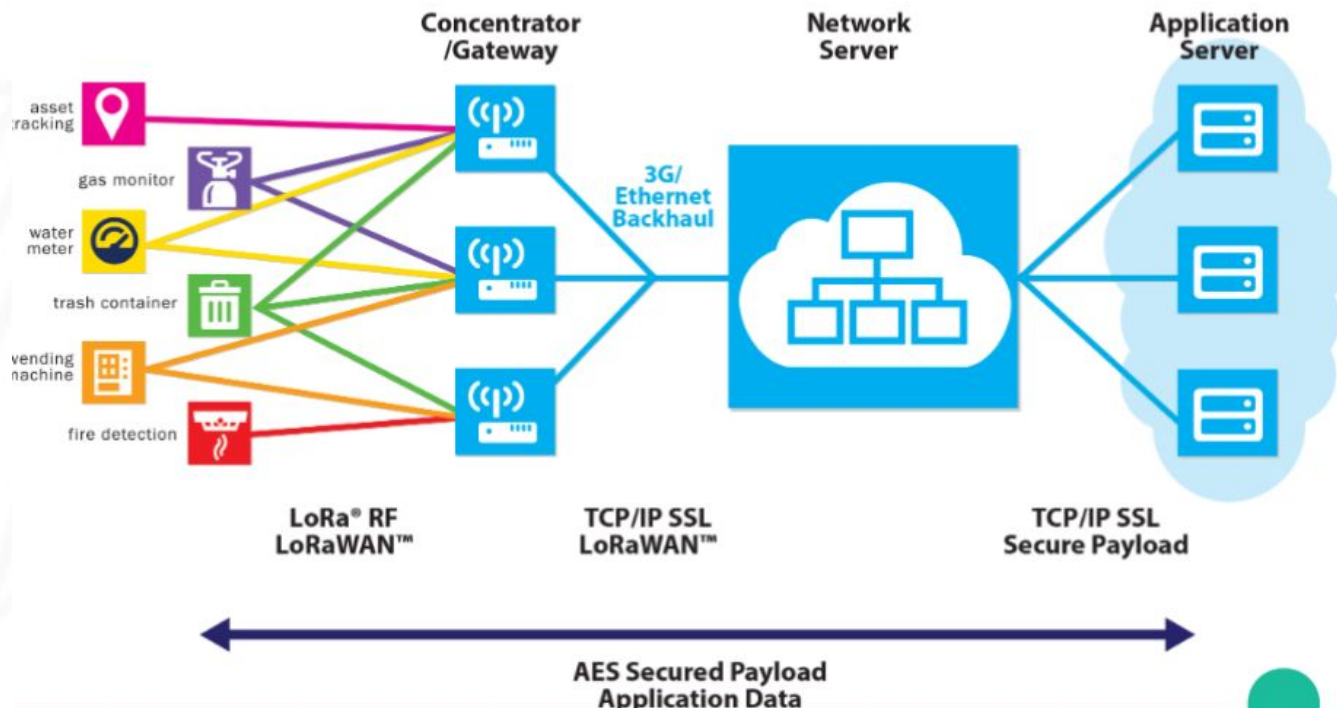 Concentrator
/Gateway
Network
Server
Application
Server
asset
tracking
gas monitor
water
meter
trash container
vending
machine
fire detection
3G/
Ethernet
Backhaul
LoRa® RF
LoRaWAN™
TCP/IP SSL
LoRaWAN™
TCP/IP SSL
Secure Payload
AES Secured Payload
Application Data